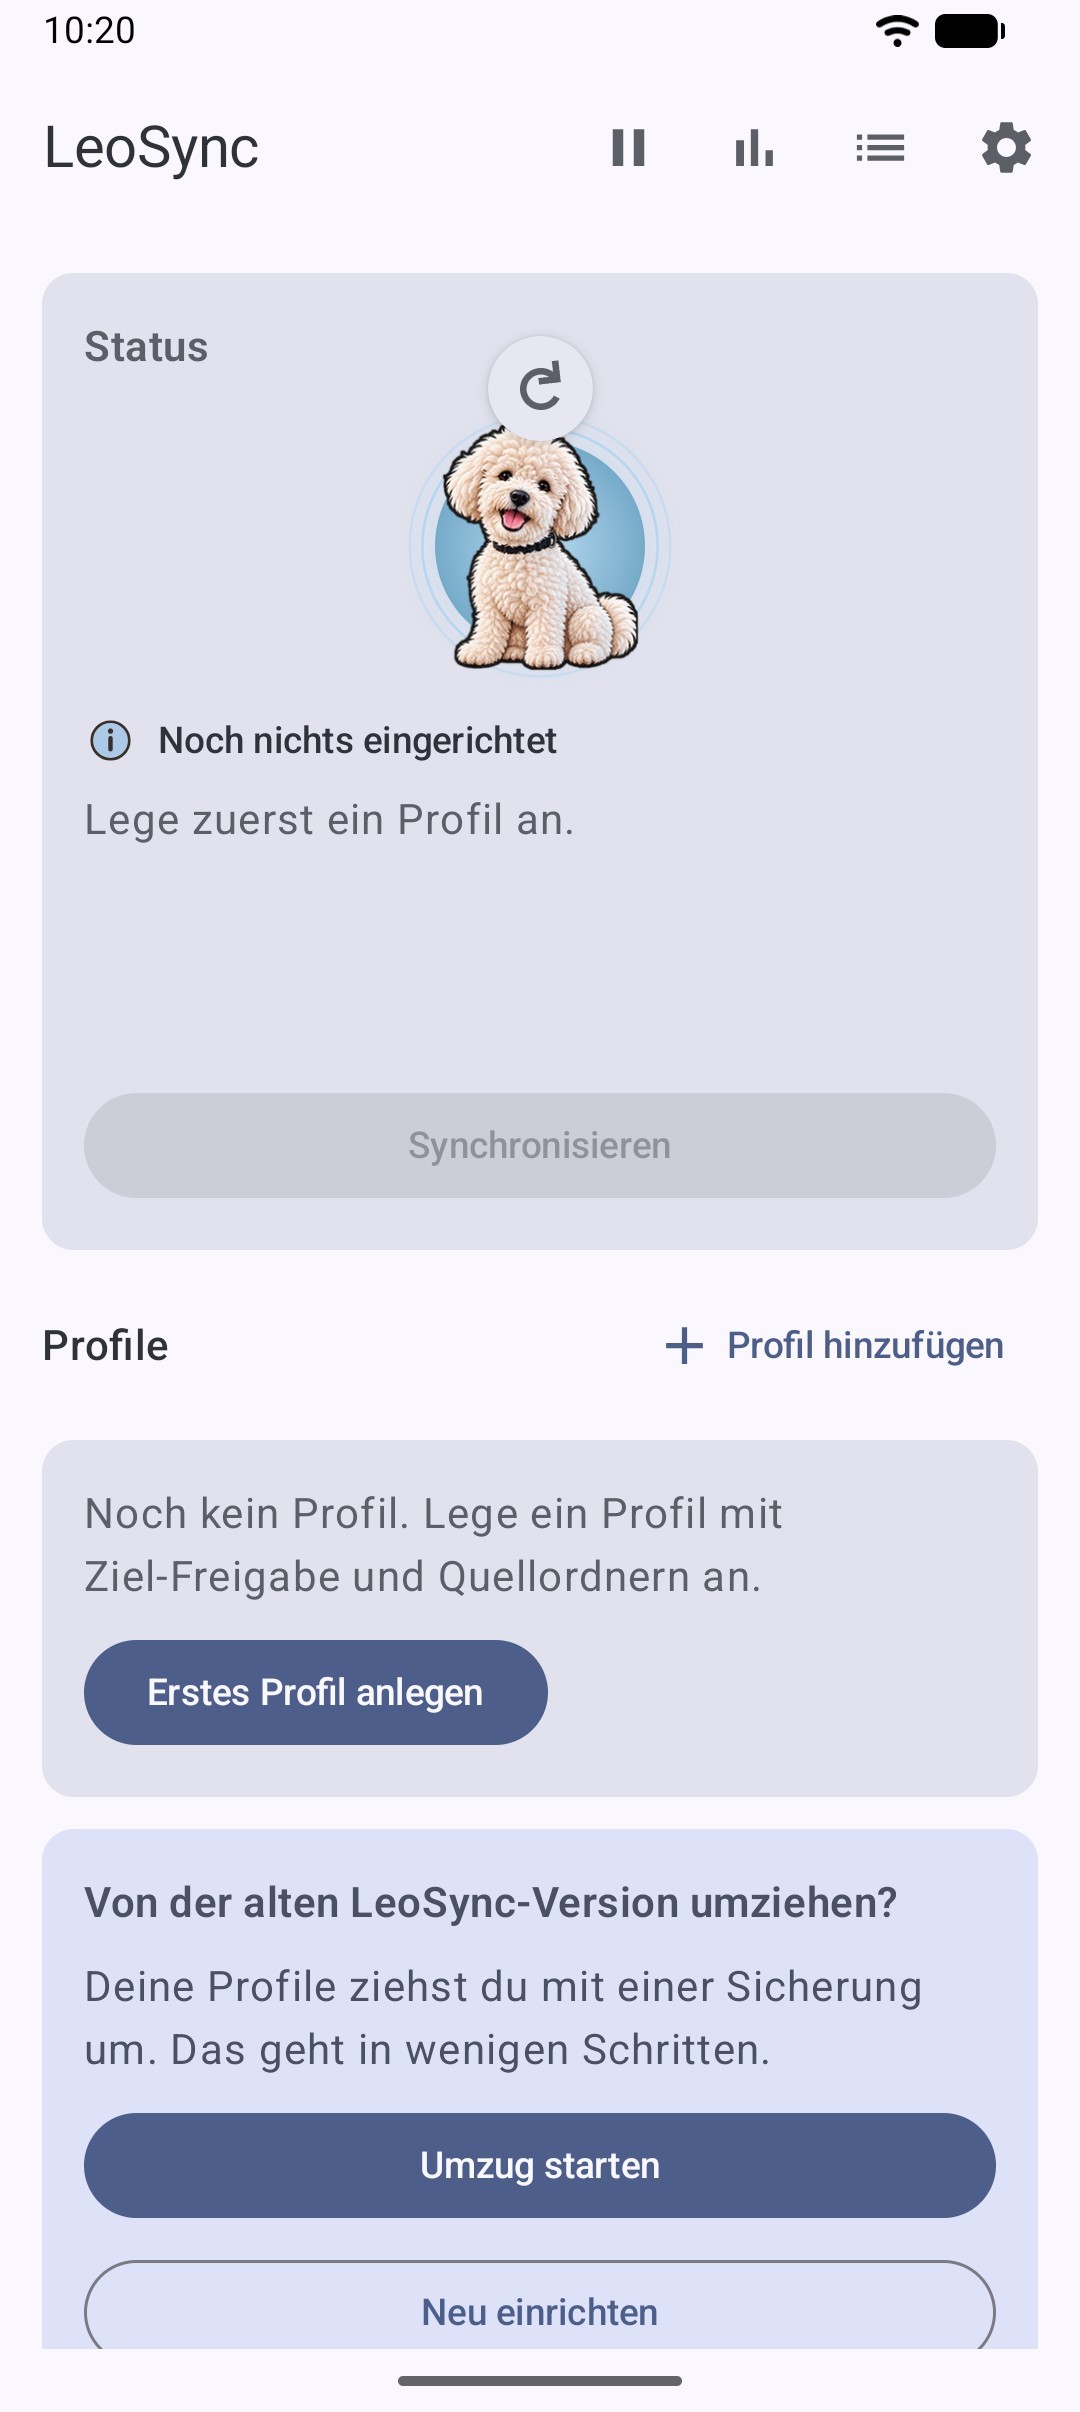 10:20
LeoSync
Status
Noch nichts eingerichtet
Lege zuerst ein Profil an.
Synchronisieren
Profile
Profil hinzufügen
Noch kein Profil. Lege ein Profil mit
Ziel-Freigabe und Quellordnern an.
Erstes Profil anlegen
Von der alten LeoSync-Version umziehen?
Deine Profile ziehst du mit einer Sicherung
um. Das geht in wenigen Schritten.
Umzug starten
Neu einrichten